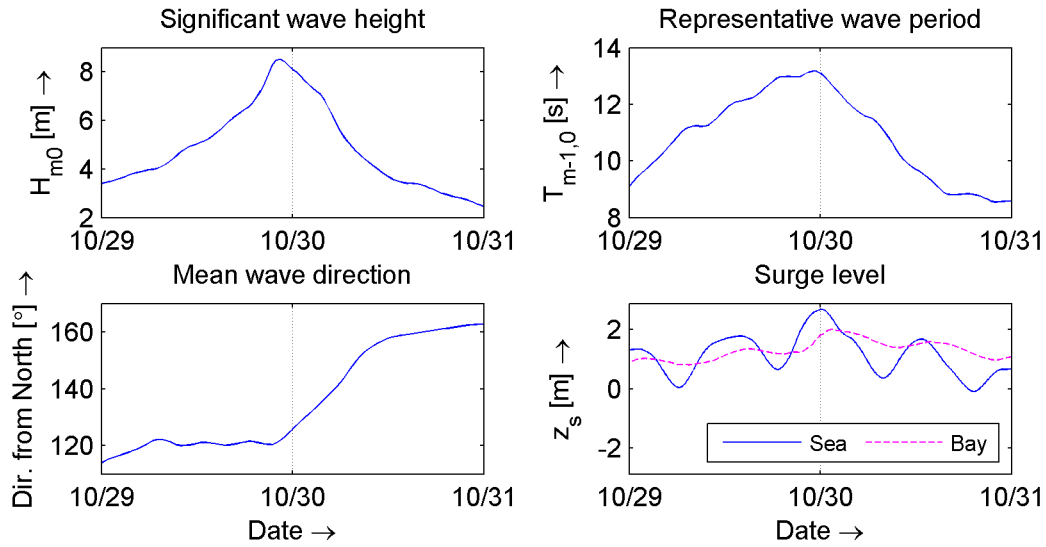 Significant wave height
H_m0 [m] →
8
6
4
2
10/29 10/30 10/31
Representative wave period
T_m-1,0 [s] →
14
12
10
8
10/29 10/30 10/31
Mean wave direction
Dir. from North [°] →
160
140
120
10/29 10/30 10/31
Date →
Surge level
z_s [m] →
2
0
-2
Sea Bay
10/29 10/30 10/31
Date →